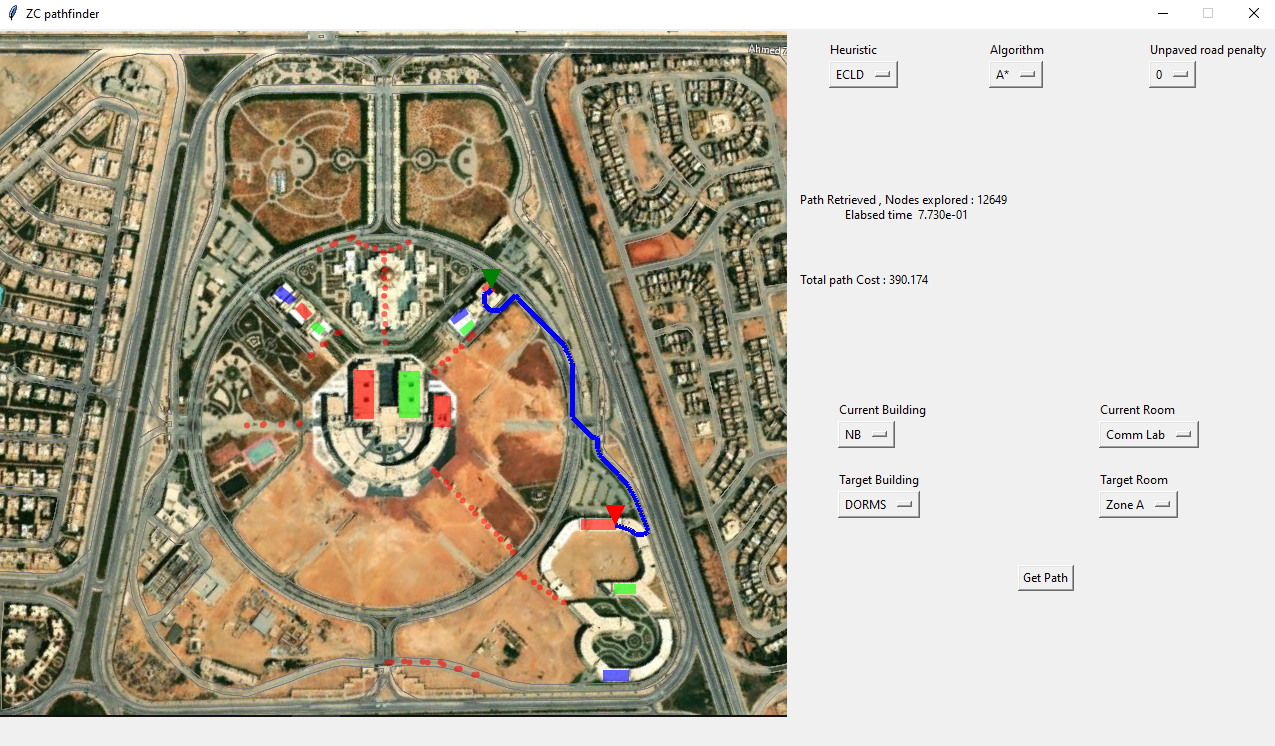 ZC pathfinder
Heuristic
Algorithm
Unpaved road penalty
ECLD
A*
0
Path Retrieved , Nodes explored : 12649
Elabsed time 7.730e-01
Total path Cost : 390.174
Current Building
Current Room
NB
Comm Lab
Target Building
Target Room
DORMS
Zone A
Get Path